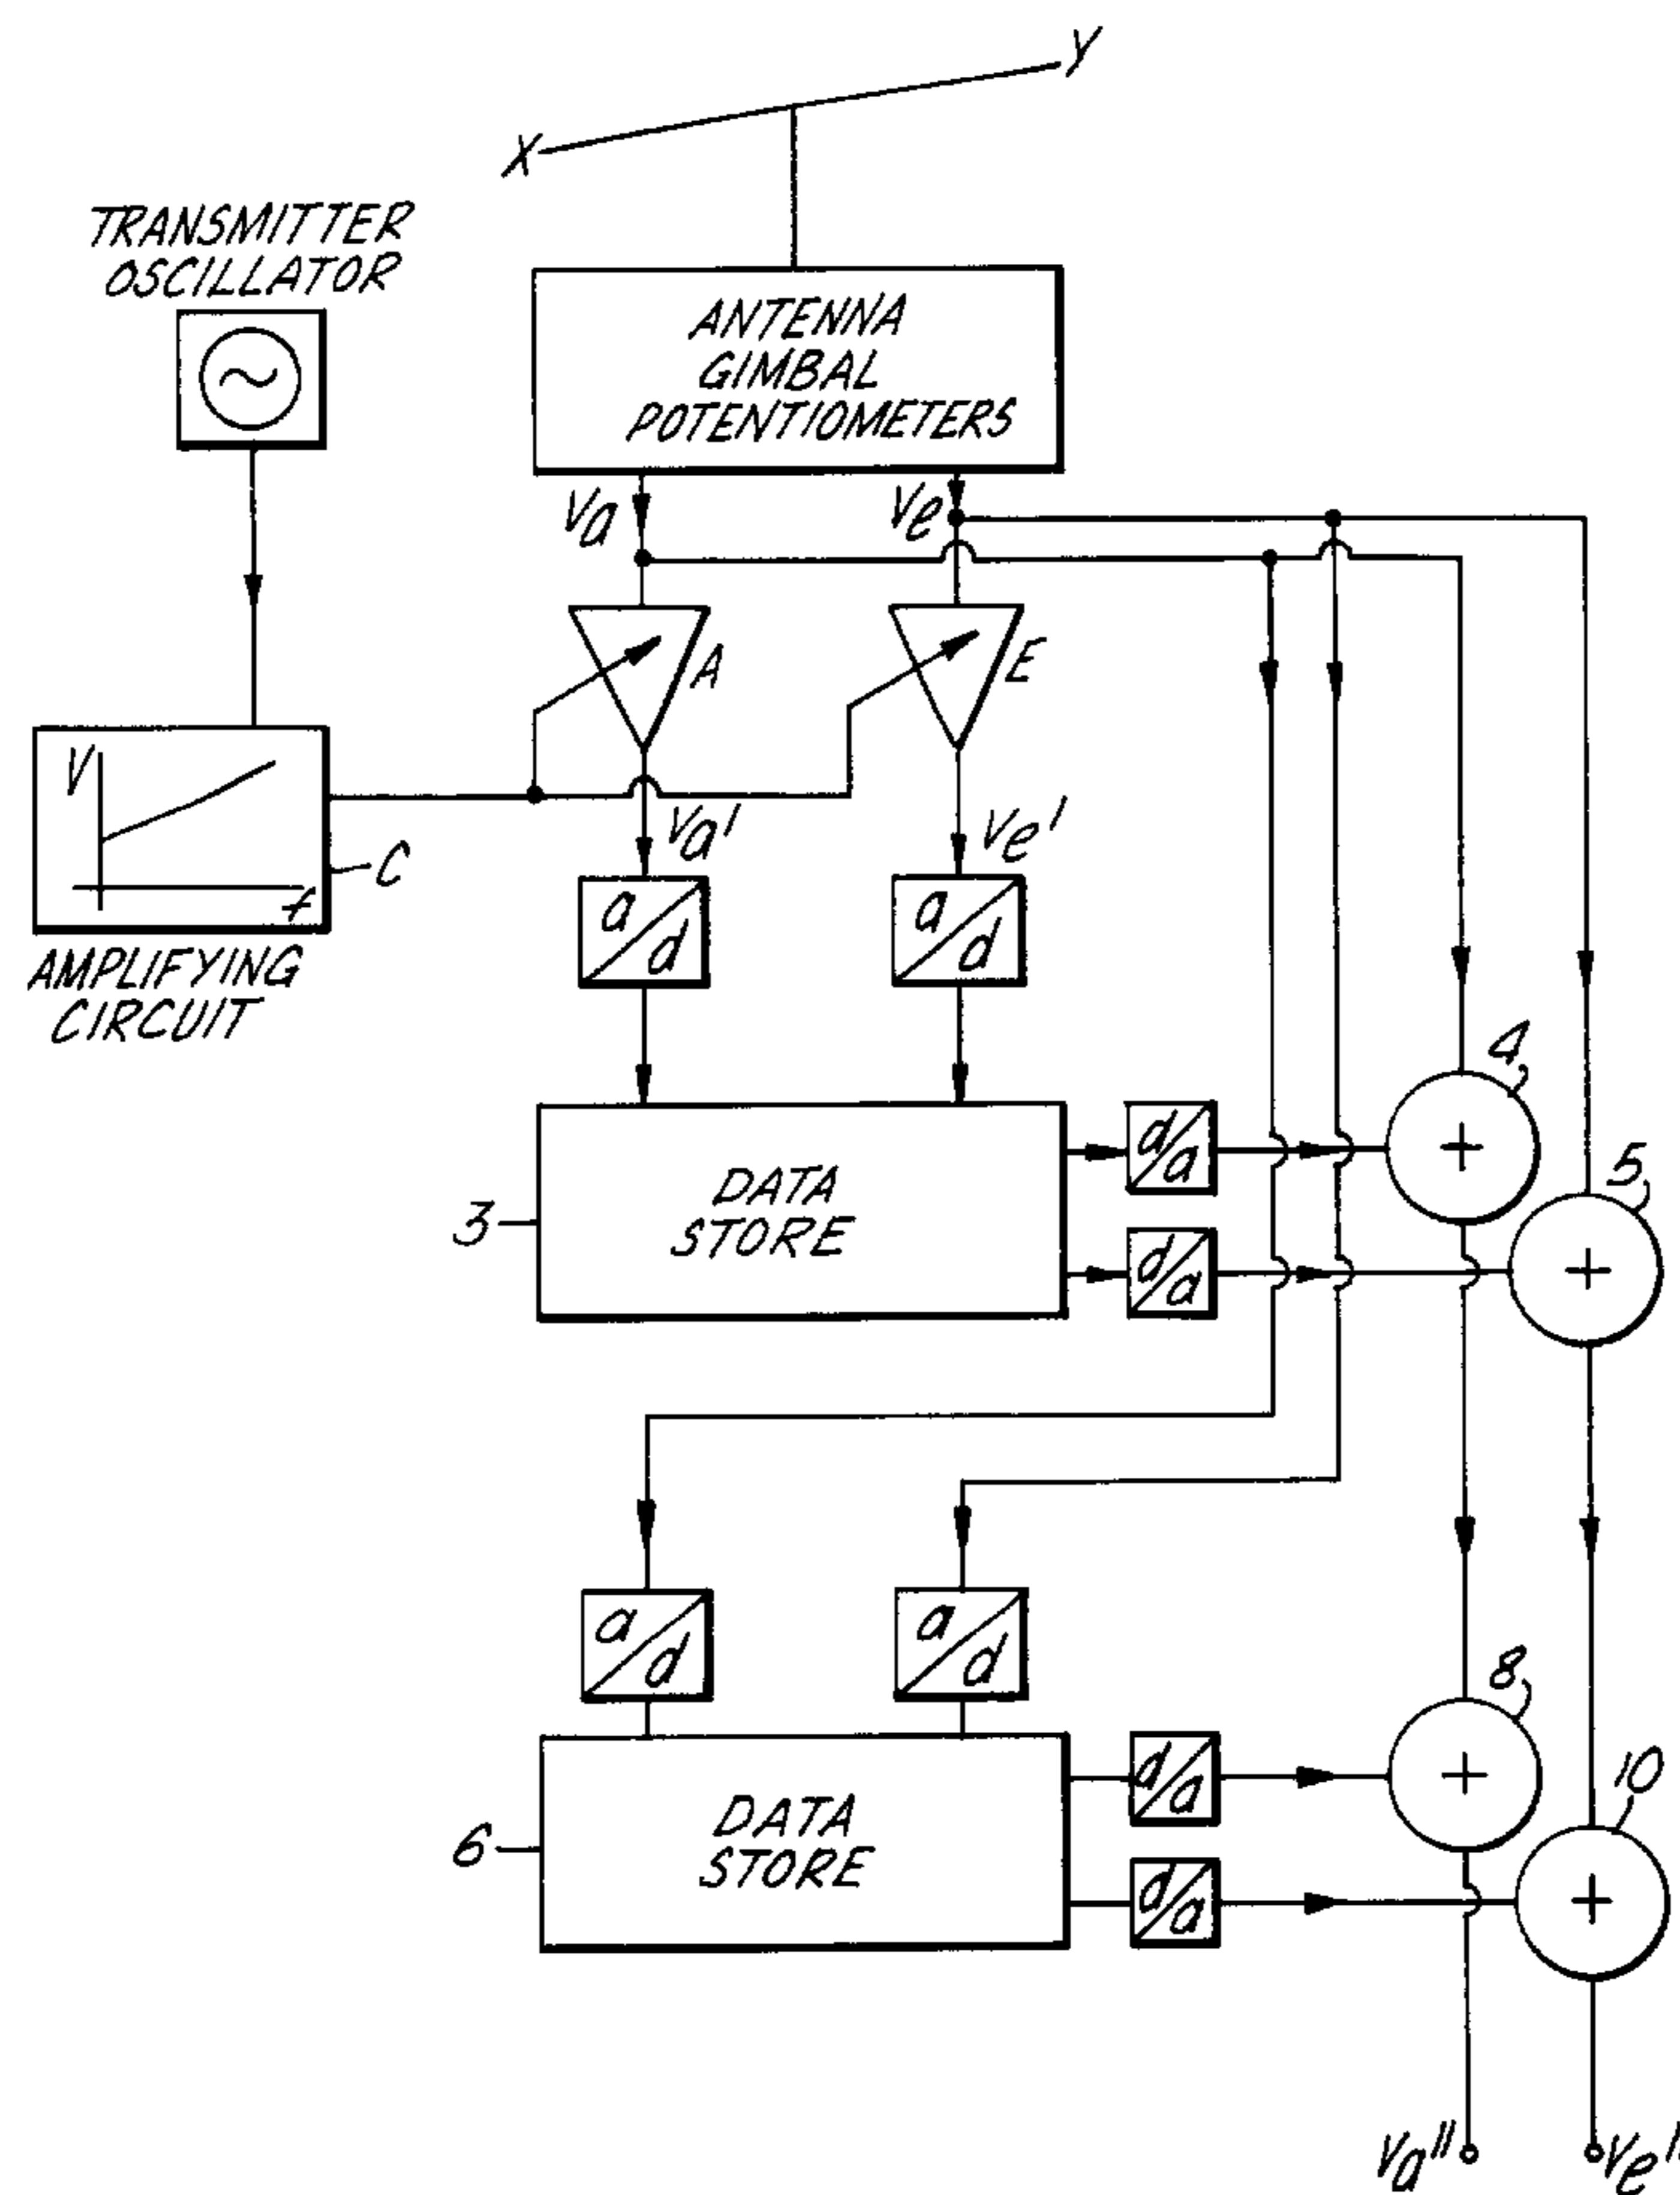 X
Y
TRANSMITTER
OSCILLATOR
ANTENNA
GIMBAL
POTENTIOMETERS
Va
Ve
A
E
V
f
C
AMPLIFYING
CIRCUIT
Va'
Ve'
a/d
a/d
4
5
3
DATA
STORE
d/a
d/a
a/d
a/d
8
10
6
DATA
STORE
d/a
d/a
Va"
Ve"